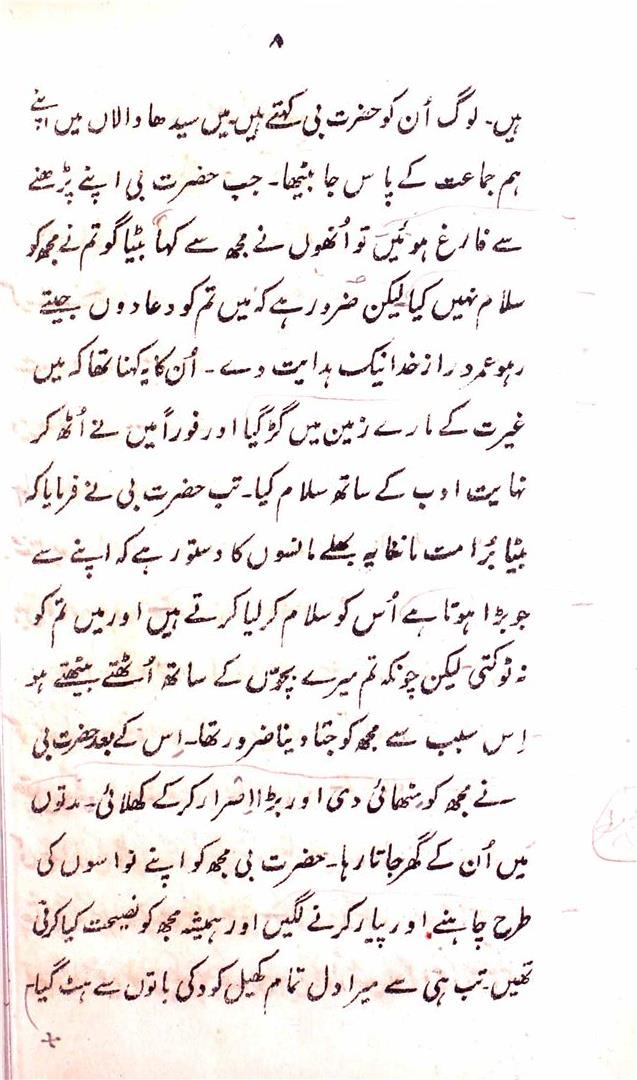 ۸
ہیں۔ لوگ اُن کو حضرت بی کہتے ہیں۔ میں سیدھا والاں میں اپنے
ہم جماعت کے پاس جا بیٹھا۔ جب حضرت بی اپنے پڑھنے
سے فارغ ہوئیں تو اُنھوں نے مجھ سے کہا بیٹا گو تم نے مجھ کو
سلام نہیں کیا لیکن ضرور ہے کہ میں تم کو دعا دوں جیتے
رہو عمر دراز خدا نیک ہدایت دے۔ اُن کا یہ کہنا تھا کہ میں
غیرت کے مارے زمین میں گڑ گیا اور فوراً میں نے اُٹھ کر
نہایت ادب کے ساتھ سلام کیا۔ تب حضرت بی نے فرمایا کہ
بیٹا بُرا مت ماننا یہ بھلے مانسوں کا دستور ہے کہ اپنے سے
جو بڑا ہوتا ہے اُس کو سلام کر لیا کرتے ہیں اور میں تم کو
نہ ٹوکتی لیکن چونکہ تم میرے بچوں کے ساتھ اُٹھتے بیٹھتے ہو
اِس سبب سے مجھ کو جتا دینا ضرور تھا۔ اِس کے بعد حضرت بی
نے مجھ کو مٹھائی دی اور بڑا اصرار کر کے کھلائی۔ مدتوں
میں اُن کے گھر جاتا رہا۔ حضرت بی مجھ کو اپنے نواسوں کی
طرح چاہنے اور پیار کرنے لگیں اور ہمیشہ مجھ کو نصیحت کیا کرتی
تھیں۔ تب ہی سے میرا دل تمام کھیل کود کی باتوں سے ہٹ گیا۔